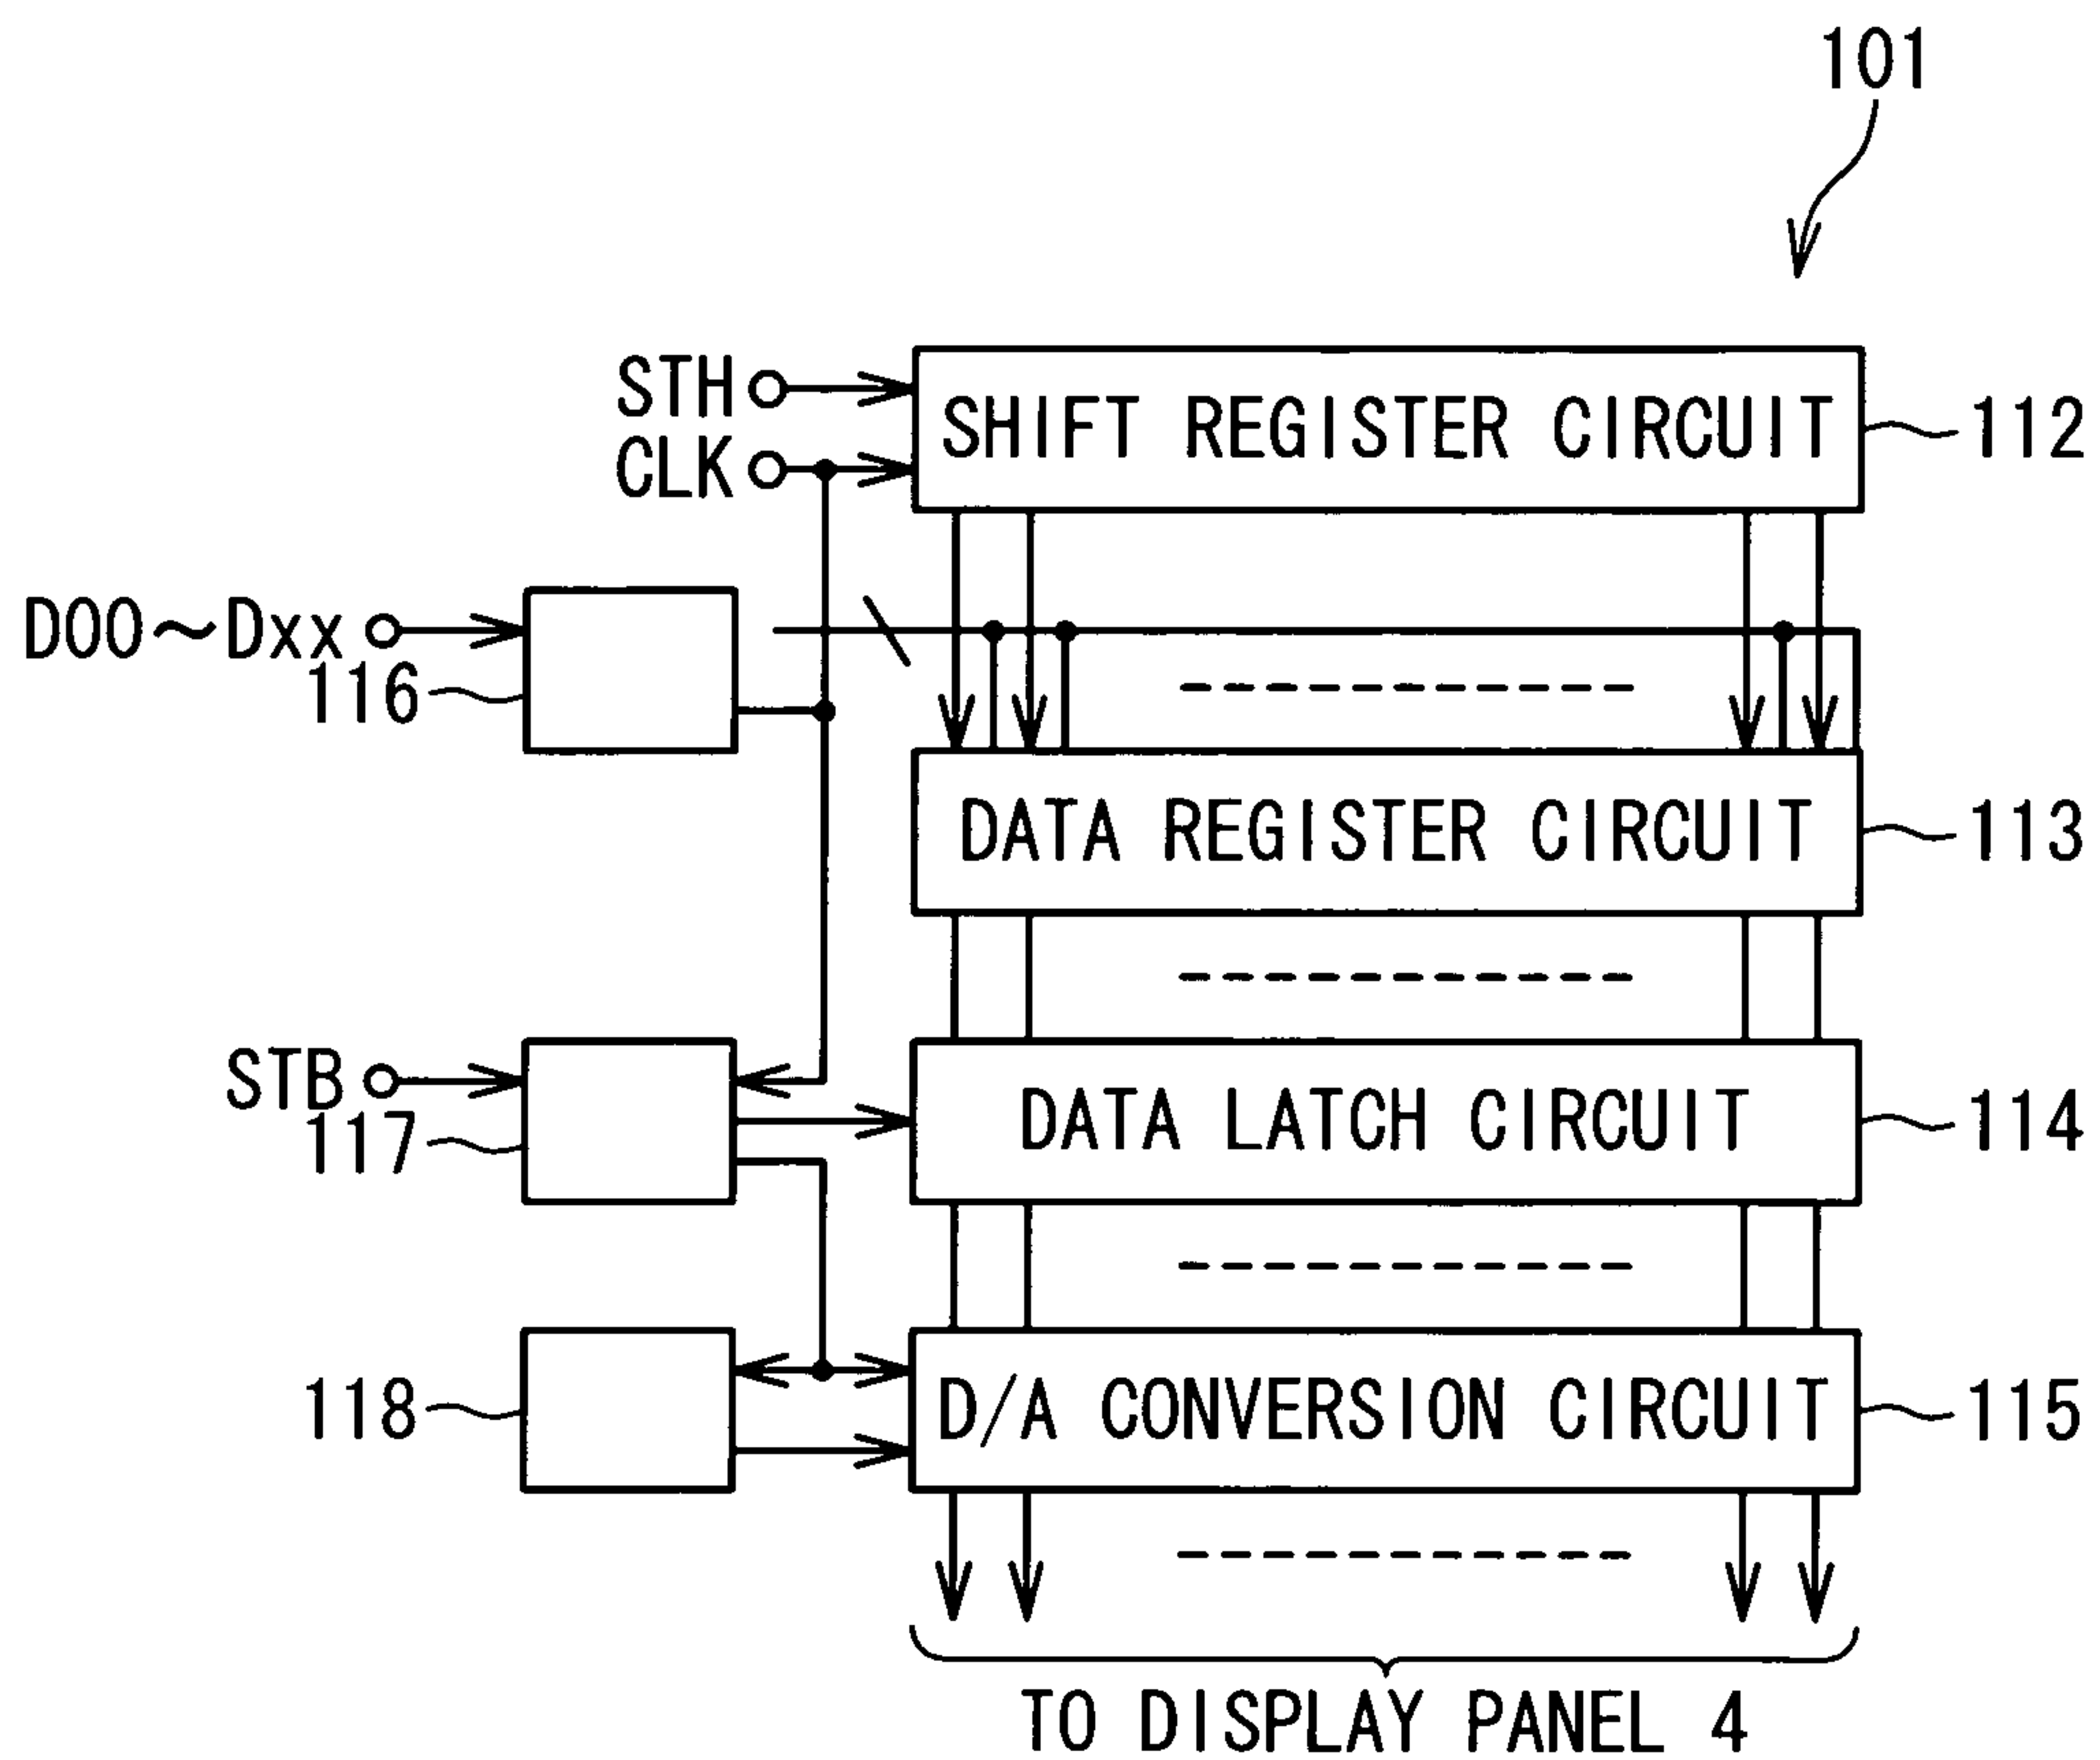 101
STH
SHIFT REGISTER CIRCUIT
112
CLK
D00~Dxx
116
DATA REGISTER CIRCUIT
113
STB
117
DATA LATCH CIRCUIT
114
118
D/A CONVERSION CIRCUIT
115
TO DISPLAY PANEL 4